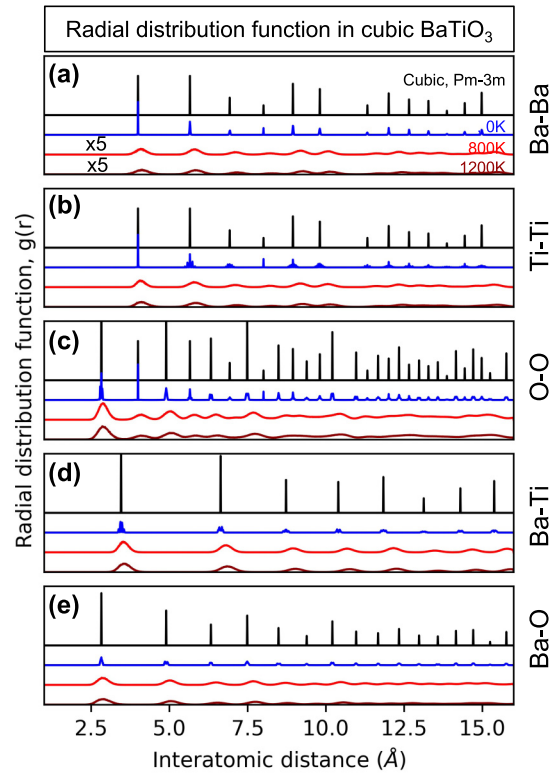 Radial distribution function in cubic BaTiO3
(a)
Cubic, Pm-3m
0K
x5
800K
x5
1200K
Ba-Ba
(b)
Ti-Ti
(c)
O-O
(d)
Ba-Ti
(e)
Ba-O
Radial distribution function, g(r)
2.5 5.0 7.5 10.0 12.5 15.0
Interatomic distance (Å)